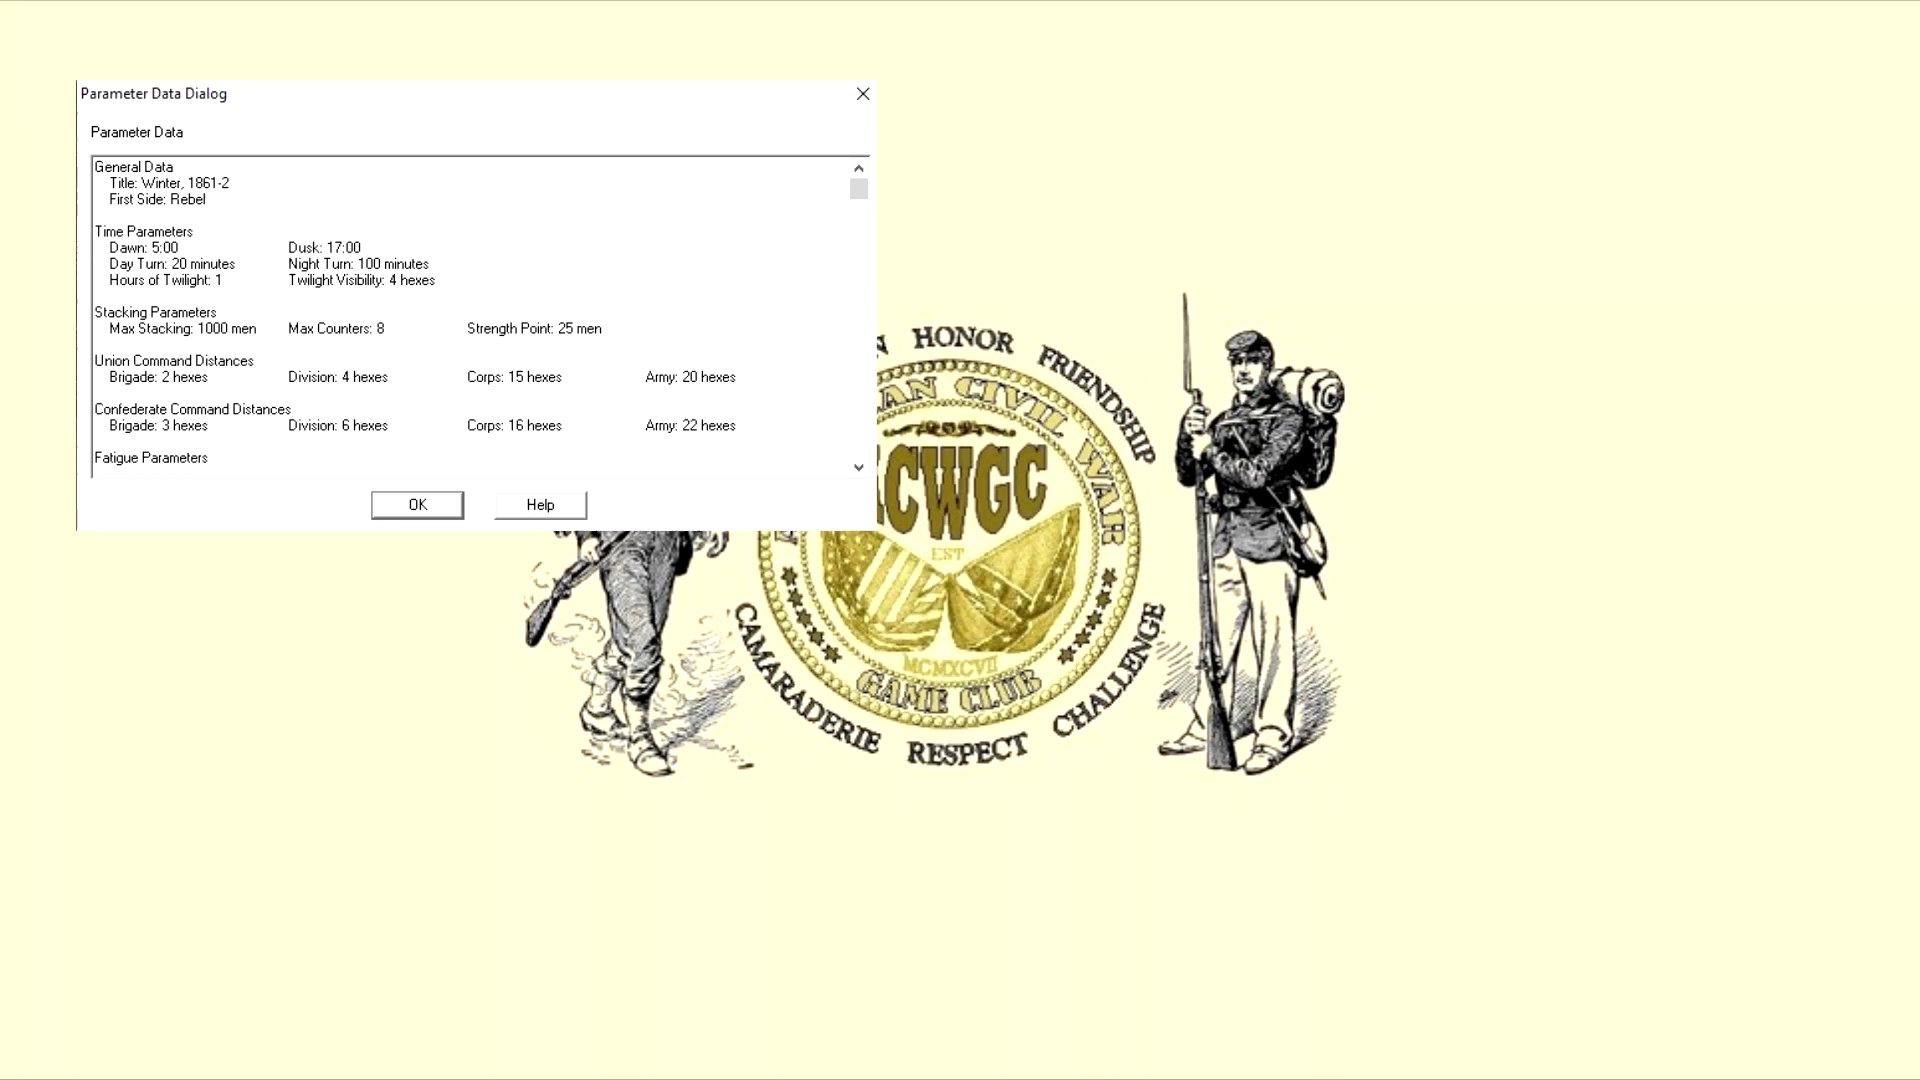 Parameter Data Dialog
Parameter Data
General Data
Title: Winter, 1861-2
First Side: Rebel
Time Parameters
Dawn: 5:00 Dusk: 17:00
Day Turn: 20 minutes Night Turn: 100 minutes
Hours of Twilight: 1 Twilight Visibility: 4 hexes
Stacking Parameters
Max Stacking: 1000 men Max Counters: 8 Strength Point: 25 men
Union Command Distances
Brigade: 2 hexes Division: 4 hexes Corps: 15 hexes Army: 20 hexes
Confederate Command Distances
Brigade: 3 hexes Division: 6 hexes Corps: 16 hexes Army: 22 hexes
Fatigue Parameters
OK Help
HONOR FRIENDSHIP
CIVIL WAR
CWGC
EST
MCMXCVII
GAME CLUB
CAMARADERIE RESPECT CHALLENGE